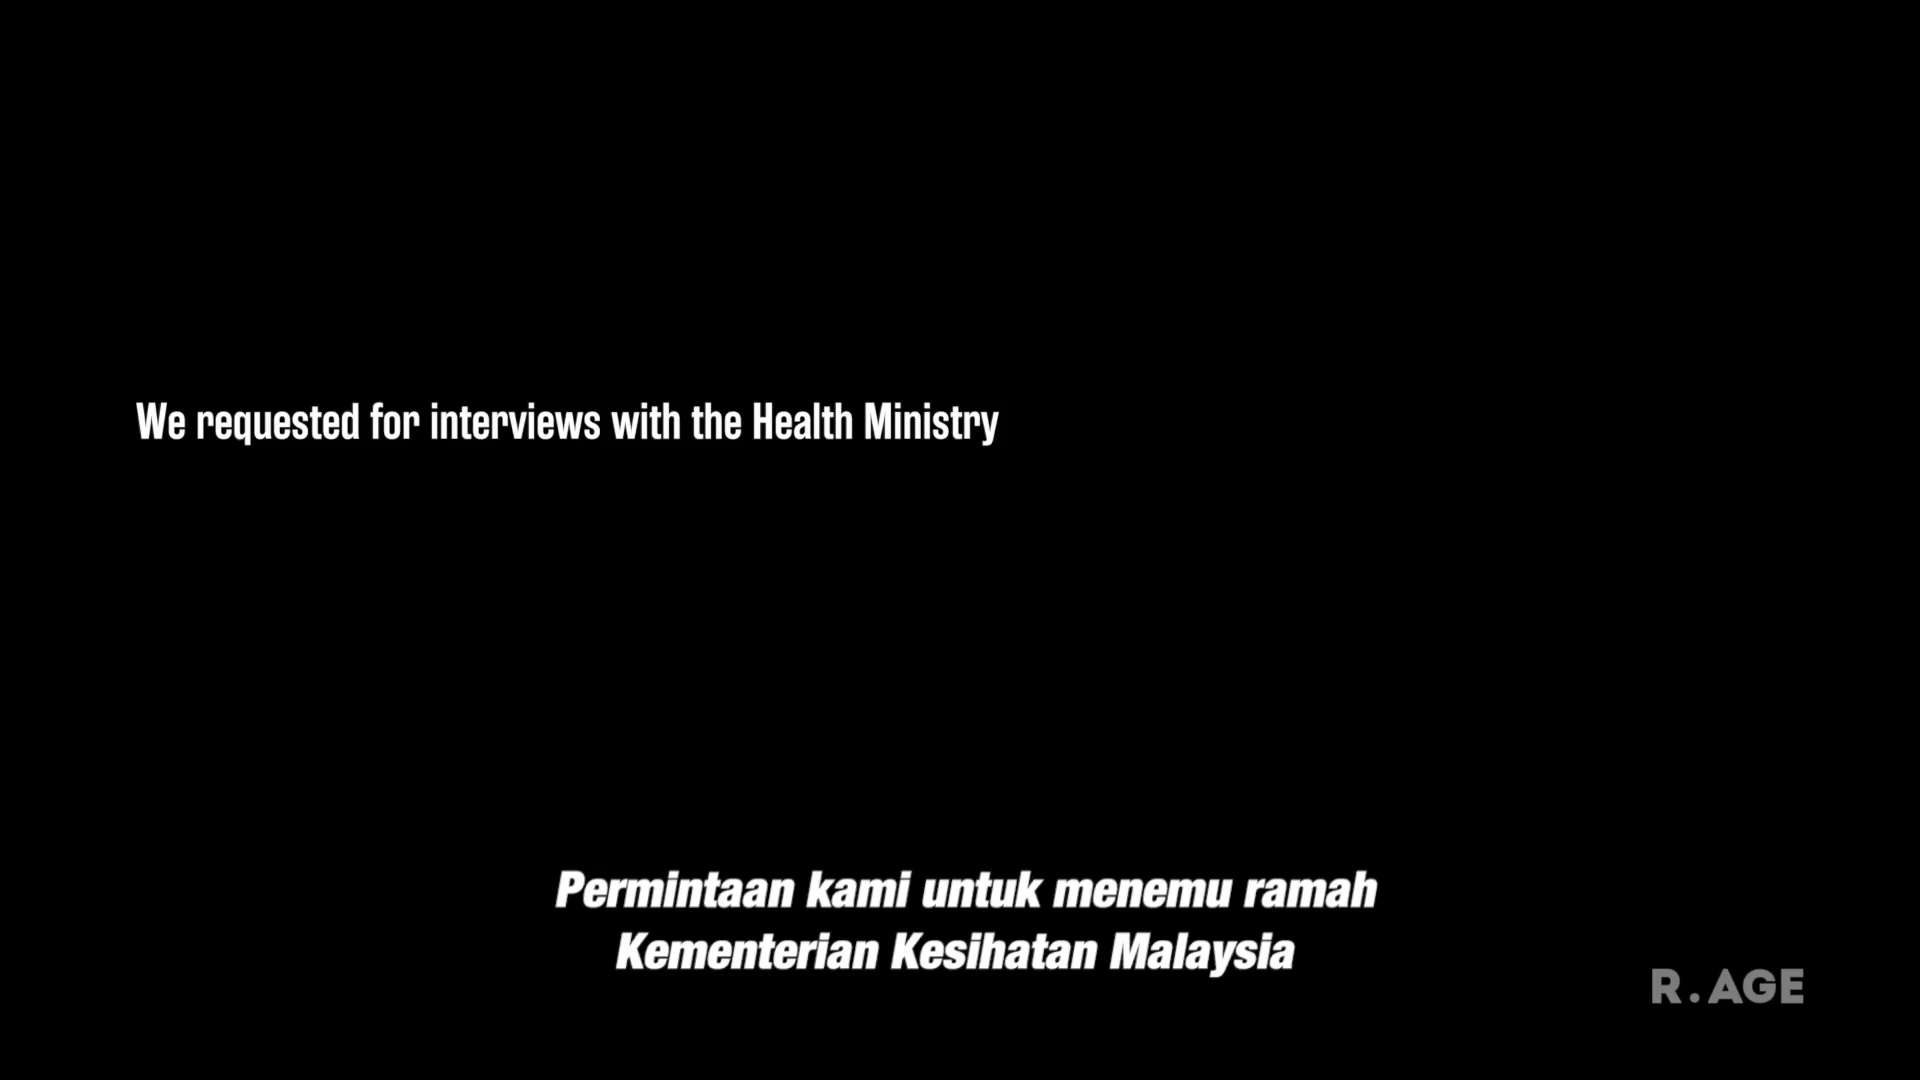 We requested for interviews with the Health Ministry
Permintaan kami untuk menemu ramah
Kementerian Kesihatan Malaysia
R.AGE